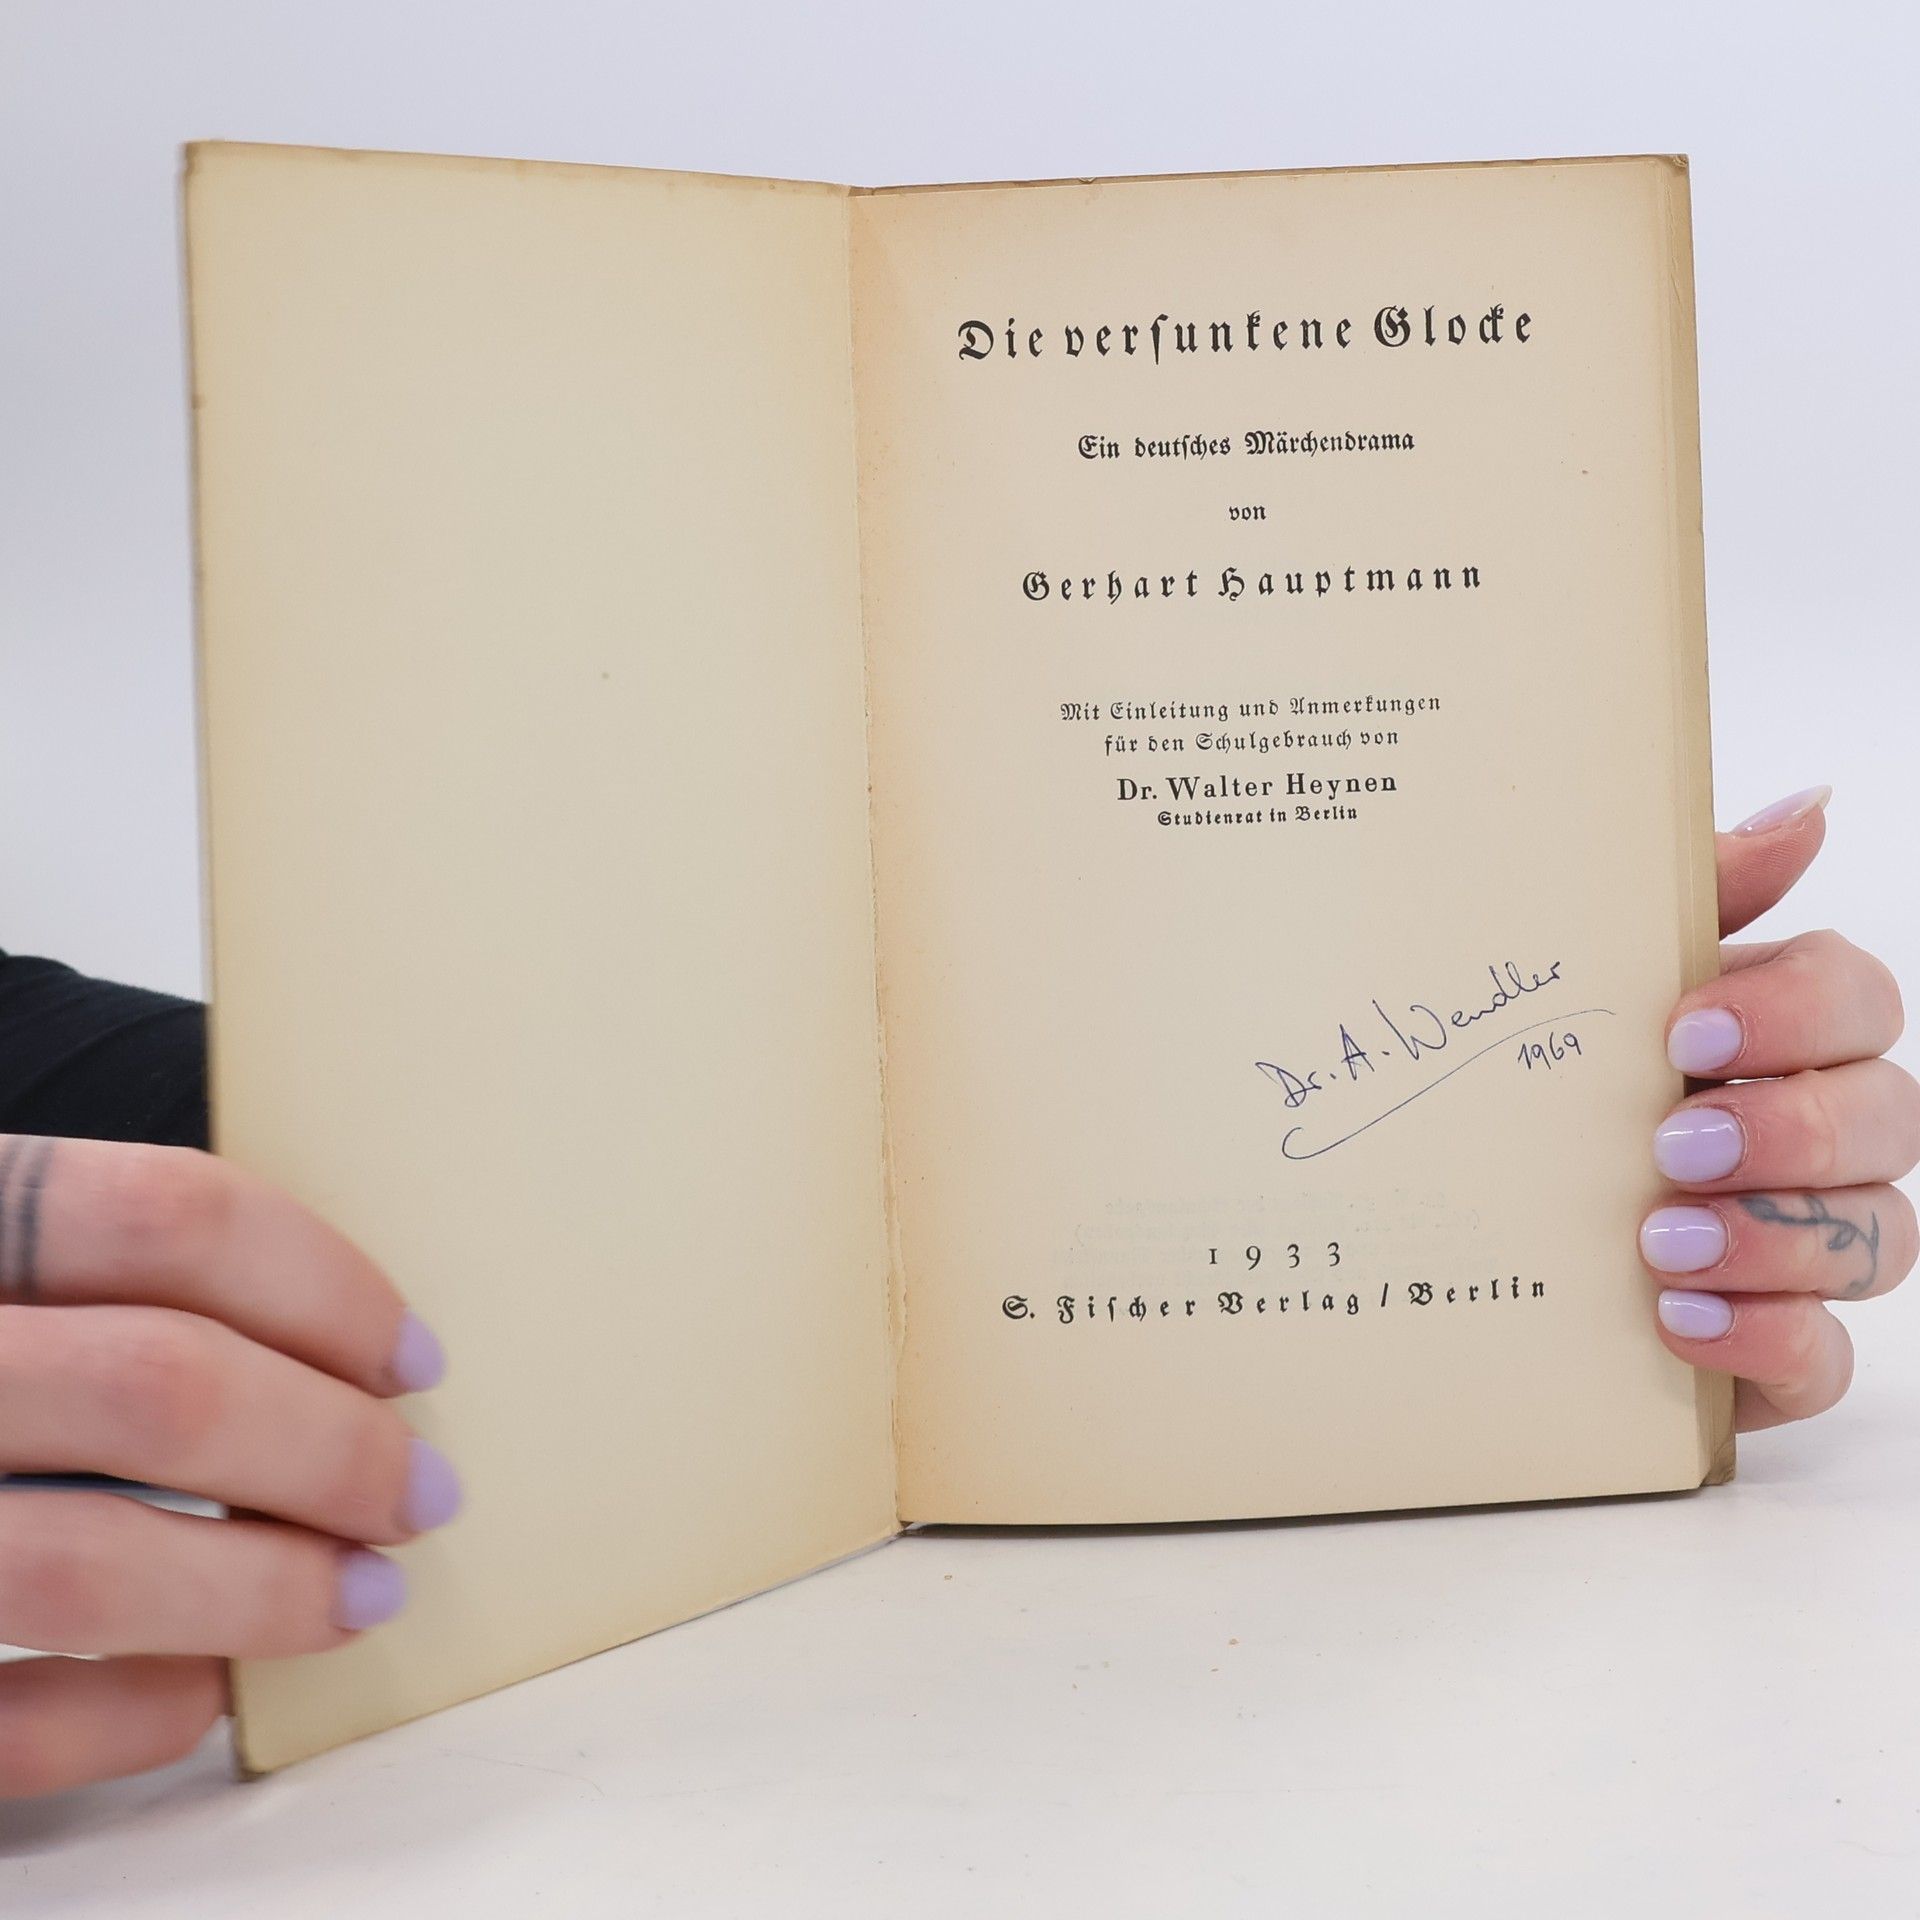 Die versunkene Glocke
Ein deutsches Märchendrama
von
Gerhart Hauptmann
Mit Einleitung und Anmerkungen
für den Schulgebrauch von
Dr. Walter Heynen
Studienrat in Berlin
Dr. A. Wendler
1969
1933
S. Fischer Verlag / Berlin